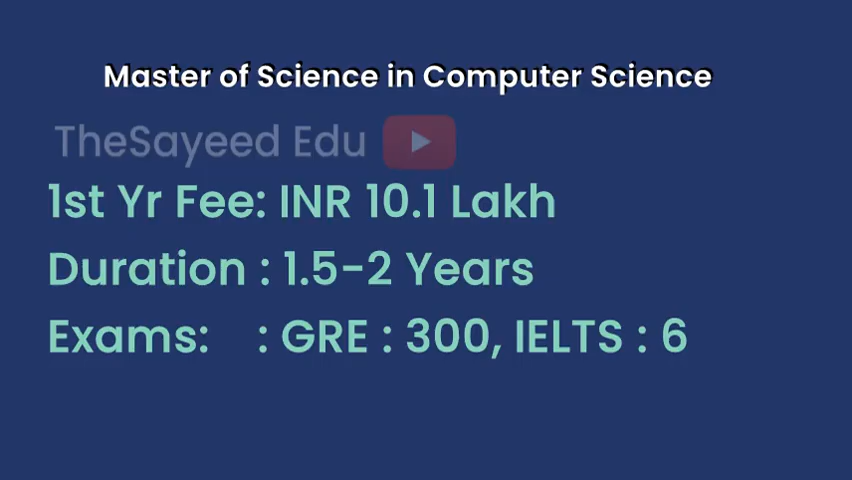 Master of Science in Computer Science
TheSayeed Edu
1st Yr Fee: INR 10.1 Lakh
Duration : 1.5-2 Years
Exams: : GRE : 300, IELTS : 6